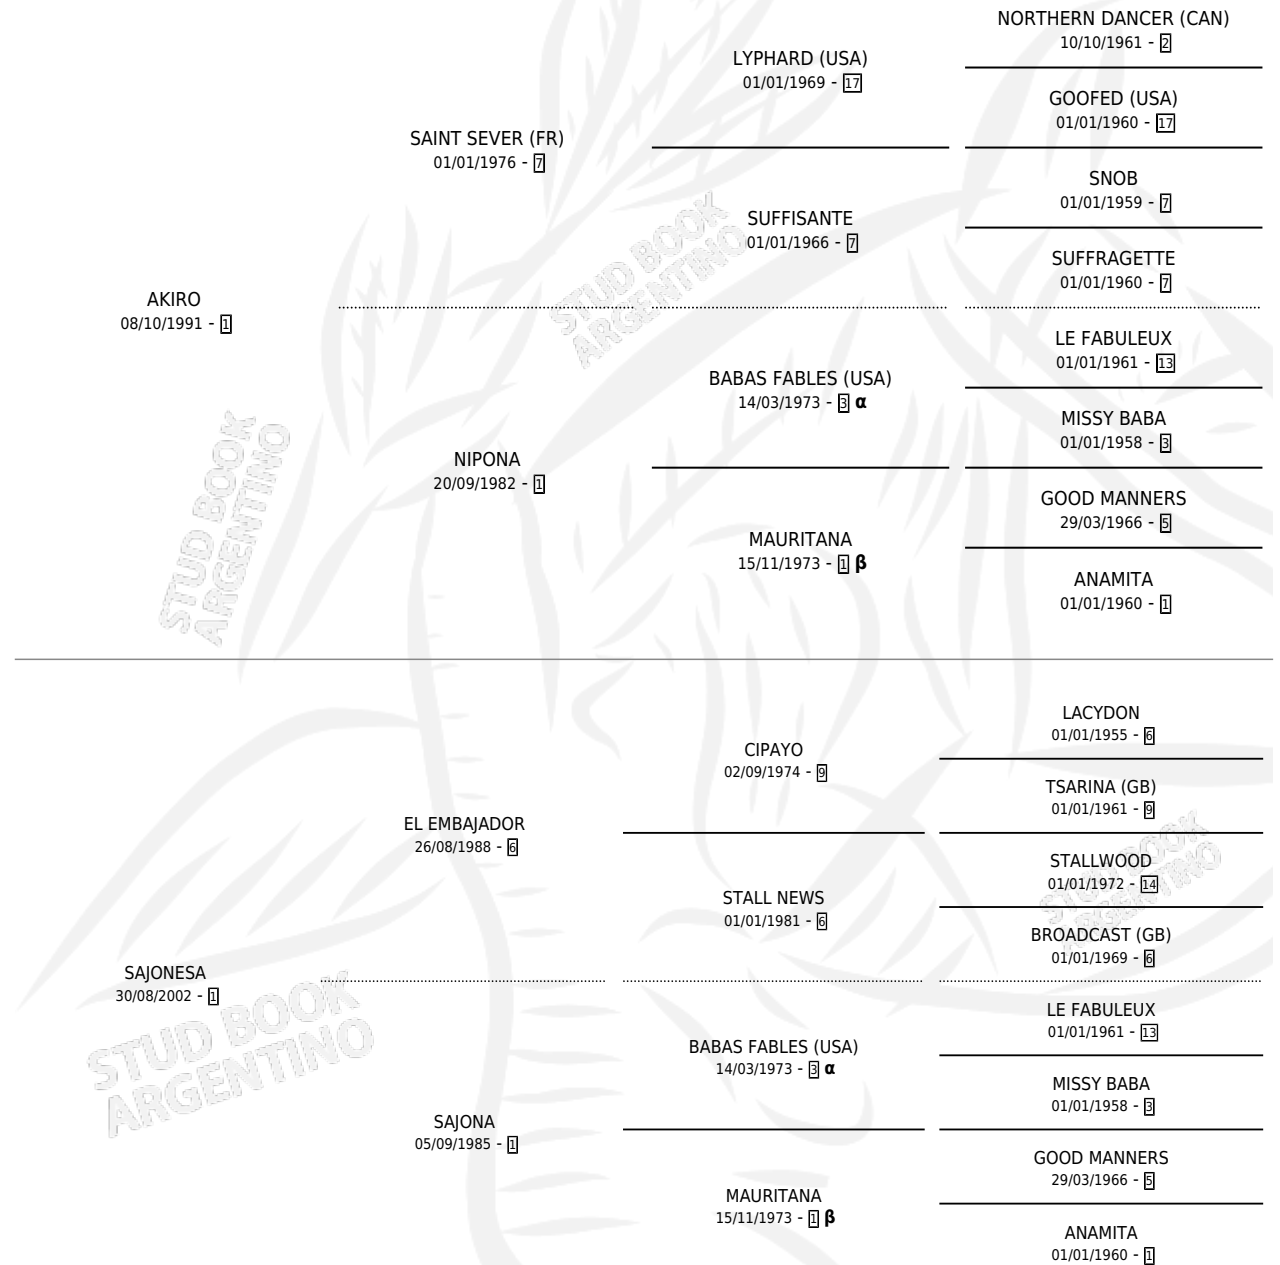 NORTHERN DANCER (CAN)
10/10/1961 - 2
LYPHARD (USA)
01/01/1969 - 17
GOOFED (USA)
01/01/1960 - 17
SAINT SEVER (FR)
01/01/1976 - 7
SNOB
01/01/1959 - 7
SUFFISANTE
01/01/1966 - 7
SUFFRAGETTE
01/01/1960 - 7
STUD BOOK
ARGENTINO
AKIRO
08/10/1991 - 1
LE FABULEUX
01/01/1961 - 13
BABAS FABLES (USA)
14/03/1973 - 3 α
MISSY BABA
01/01/1958 - 3
NIPONA
20/09/1982 - 1
GOOD MANNERS
29/03/1966 - 5
MAURITANA
15/11/1973 - 1 β
ANAMITA
01/01/1960 - 1
STUD BOOK
ARGENTINO
LACYDON
01/01/1955 - 6
CIPAYO
02/09/1974 - 9
TSARINA (GB)
01/01/1961 - 9
EL EMBAJADOR
26/08/1988 - 6
STALLWOOD
01/01/1972 - 14
STALL NEWS
01/01/1981 - 6
BROADCAST (GB)
01/01/1969 - 6
STUD BOOK
ARGENTINO
SAJONESA
30/08/2002 - 1
LE FABULEUX
01/01/1961 - 13
BABAS FABLES (USA)
14/03/1973 - 3 α
MISSY BABA
01/01/1958 - 3
STUD BOOK
ARGENTINO
SAJONA
05/09/1985 - 1
GOOD MANNERS
29/03/1966 - 5
MAURITANA
15/11/1973 - 1 β
ANAMITA
01/01/1960 - 1